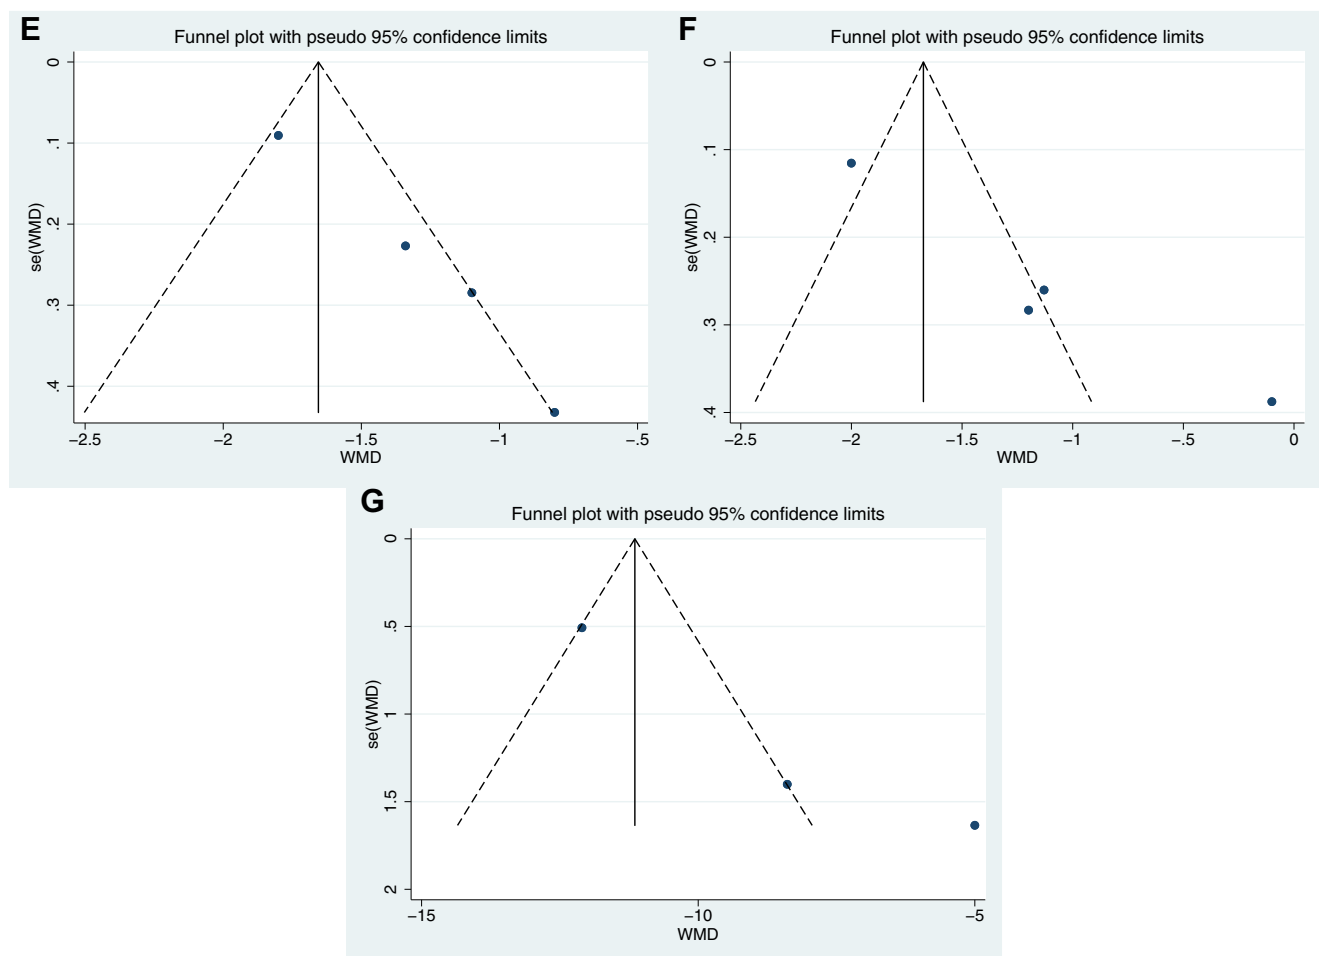 E
Funnel plot with pseudo 95% confidence limits
0
.1
.2
.3
.4
se(WMD)
−2.5 −2 −1.5 −1 −.5
WMD
F
Funnel plot with pseudo 95% confidence limits
0
.1
.2
.3
.4
se(WMD)
−2.5 −2 −1.5 −1 −.5 0
WMD
G
Funnel plot with pseudo 95% confidence limits
0
.5
1
1.5
2
se(WMD)
−15 −10 −5
WMD